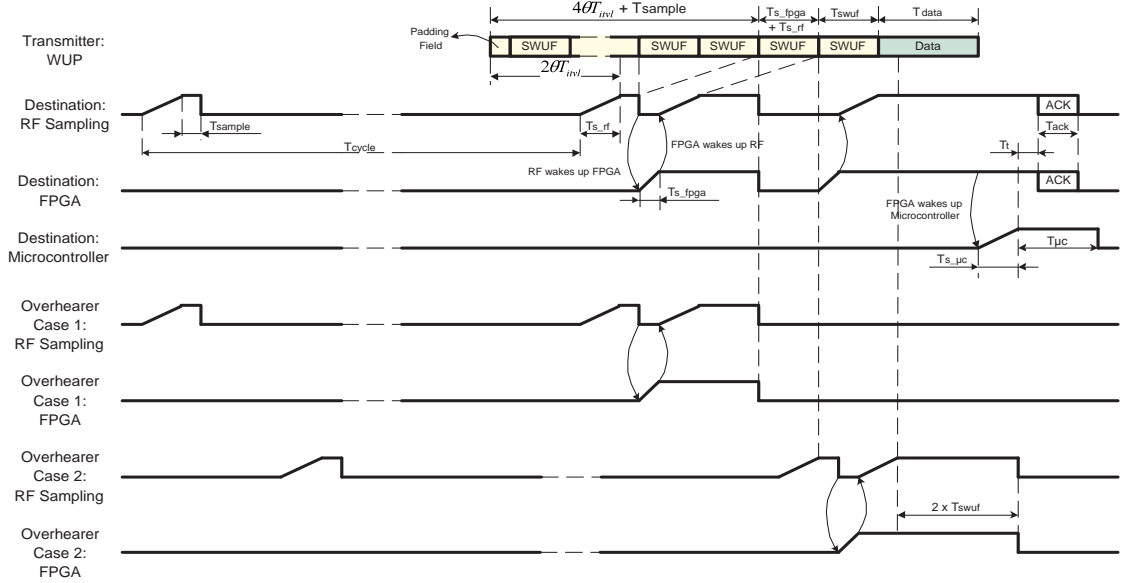 4θT_itvl + Tsample
Ts_fpga
+ Ts_rf
Tswuf
Tdata
Padding
Field
Transmitter:
WUP
SWUF
SWUF
SWUF
SWUF
SWUF
Data
2θT_itvl
Destination:
RF Sampling
Tsample
Ts_rf
Tcycle
FPGA wakes up RF
RF wakes up FPGA
ACK
Tack
Tt
Destination:
FPGA
Ts_fpga
FPGA wakes up
Microcontroller
ACK
Destination:
Microcontroller
Tμc
Ts_μc
Overhearer
Case 1:
RF Sampling
Overhearer
Case 1:
FPGA
Overhearer
Case 2:
RF Sampling
2 x Tswuf
Overhearer
Case 2:
FPGA